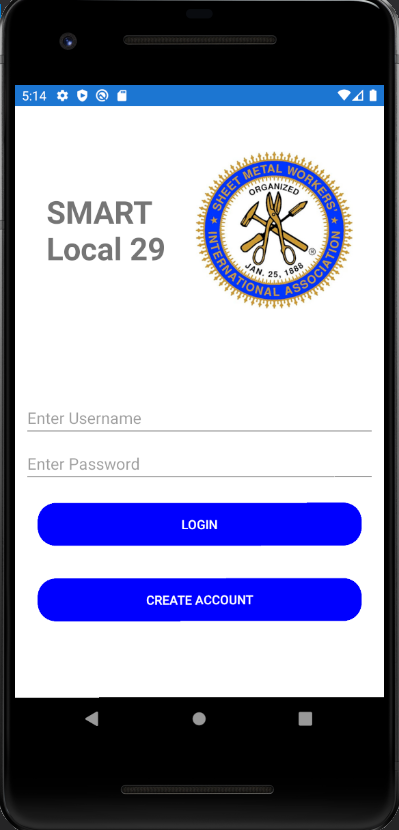 5:14
SMART
Local 29
SHEET METAL WORKERS'
ORGANIZED
®
JAN. 25, 1888
INTERNATIONAL ASSOCIATION
Enter Username
Enter Password
LOGIN
CREATE ACCOUNT